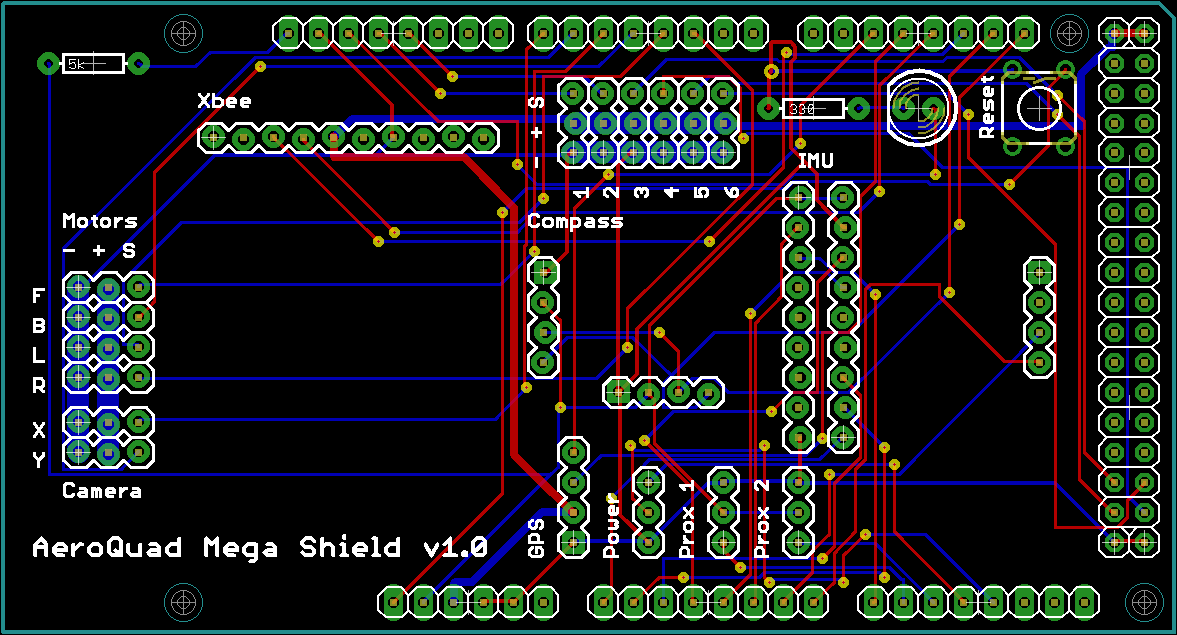 5k
Xbee
S
+
-
330
Reset
IMU
1 2 3 4 5 6
Compass
Motors
- + S
F
B
L
R
X
Y
Camera
GPS
Power
Prox 1
Prox 2
AeroQuad Mega Shield v1.0